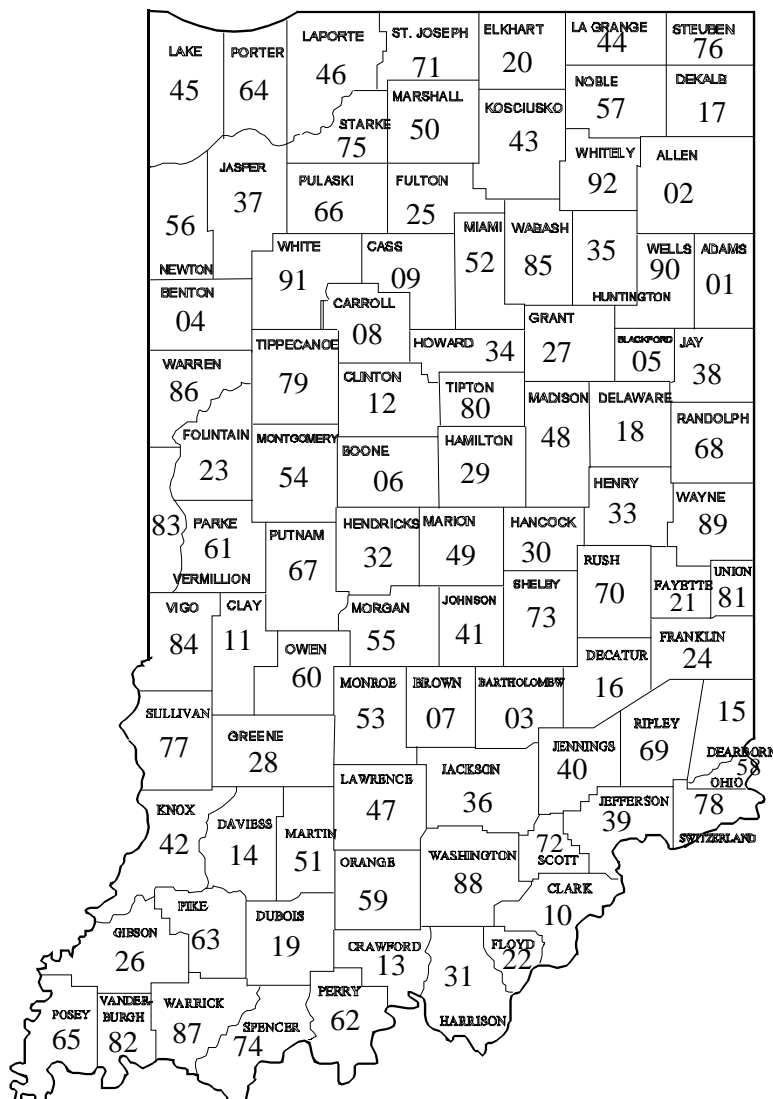 LAKE
45
PORTER
64
LAPORTE
46
ST. JOSEPH
71
ELKHART
20
LA GRANGE
44
STEUBEN
76
NOBLE
57
DEKALB
17
MARSHALL
50
KOSCIUSKO
43
STARKE
75
WHITELY
92
ALLEN
02
JASPER
37
PULASKI
66
FULTON
25
56
NEWTON
WHITE
91
CASS
09
MIAMI
52
WABASH
85
35
HUNTINGTON
WELLS
90
ADAMS
01
BENTON
04
CARROLL
08
GRANT
27
HOWARD
34
TIPPECANOE
79
BLACKFORD
05
JAY
38
WARREN
86
CLINTON
12
TIPTON
80
MADISON
48
DELAWARE
18
RANDOLPH
68
FOUNTAIN
23
MONTGOMERY
54
BOONE
06
HAMILTON
29
HENRY
33
WAYNE
89
83
VERMILLION
PARKE
61
PUTNAM
67
HENDRICKS
32
MARION
49
HANCOCK
30
RUSH
70
FAYETTE
21
UNION
81
SHELBY
73
VIGO
84
CLAY
11
MORGAN
55
JOHNSON
41
OWEN
60
DECATUR
16
FRANKLIN
24
MONROE
53
BROWN
07
BARTHOLOMEW
03
SULLIVAN
77
GREENE
28
JENNINGS
40
RIPLEY
69
15
DEARBORN
58
OHIO
LAWRENCE
47
JACKSON
36
JEFFERSON
39
78
SWITZERLAND
KNOX
42
DAVIESS
14
MARTIN
51
ORANGE
59
WASHINGTON
88
72
SCOTT
CLARK
10
PIKE
63
DUBOIS
19
GIBSON
26
CRAWFORD
13
31
HARRISON
FLOYD
22
POSEY
65
VANDER-
BURGH
82
WARRICK
87
SPENCER
74
PERRY
62